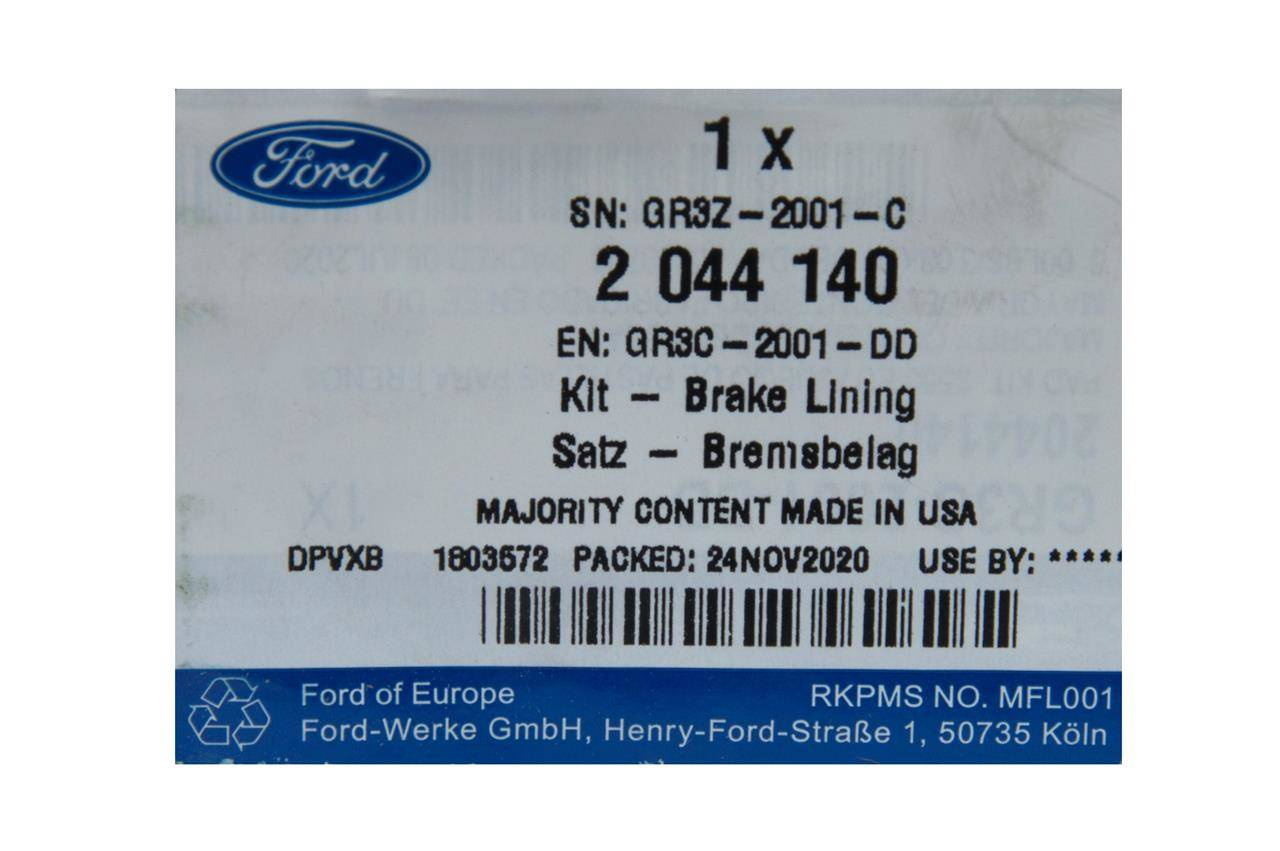 Ford
1 x
SN: GR3Z-2001-C
2 044 140
EN: GR3C-2001-DD
Kit - Brake Lining
Satz - Bremsbelag
MAJORITY CONTENT MADE IN USA
DPVXB 1803572 PACKED: 24NOV2020 USE BY: *****
Ford of Europe RKPMS NO. MFL001
Ford-Werke GmbH, Henry-Ford-Straße 1, 50735 Köln